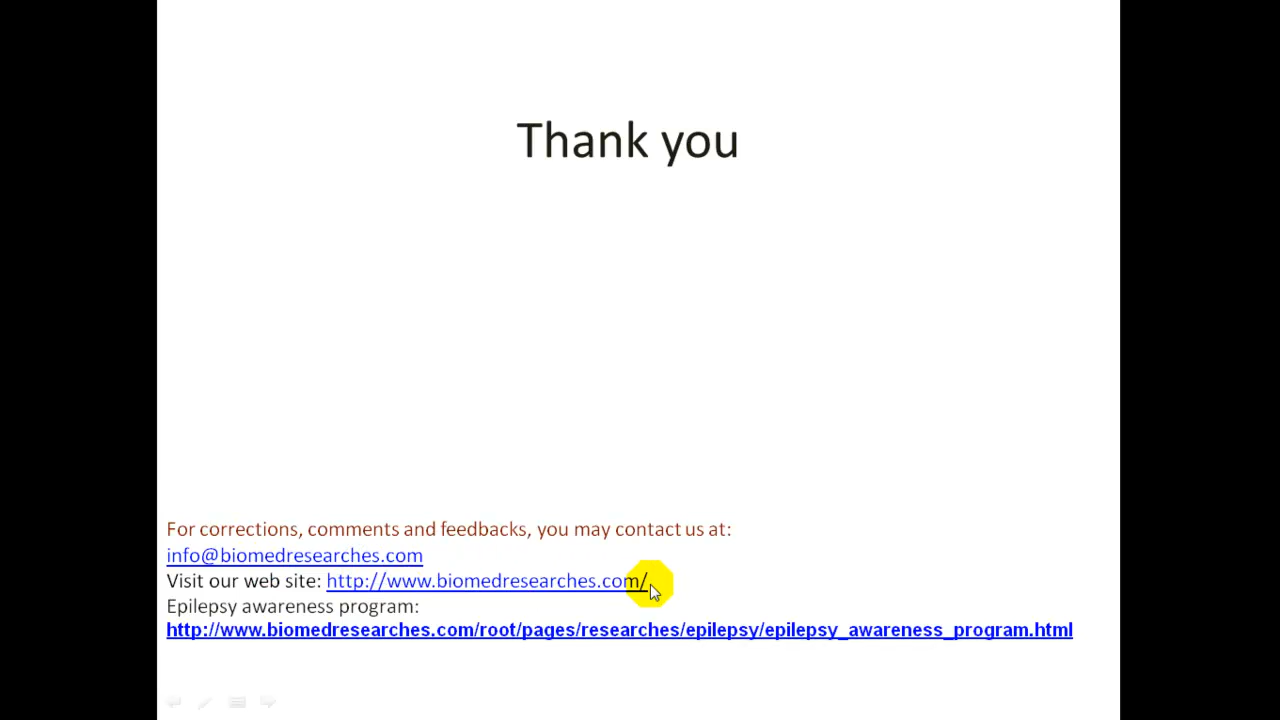 Thank you
For corrections, comments and feedbacks, you may contact us at:
info@biomedresearches.com
Visit our web site: http://www.biomedresearches.com/
Epilepsy awareness program:
http://www.biomedresearches.com/root/pages/researches/epilepsy/epilepsy_awareness_program.html